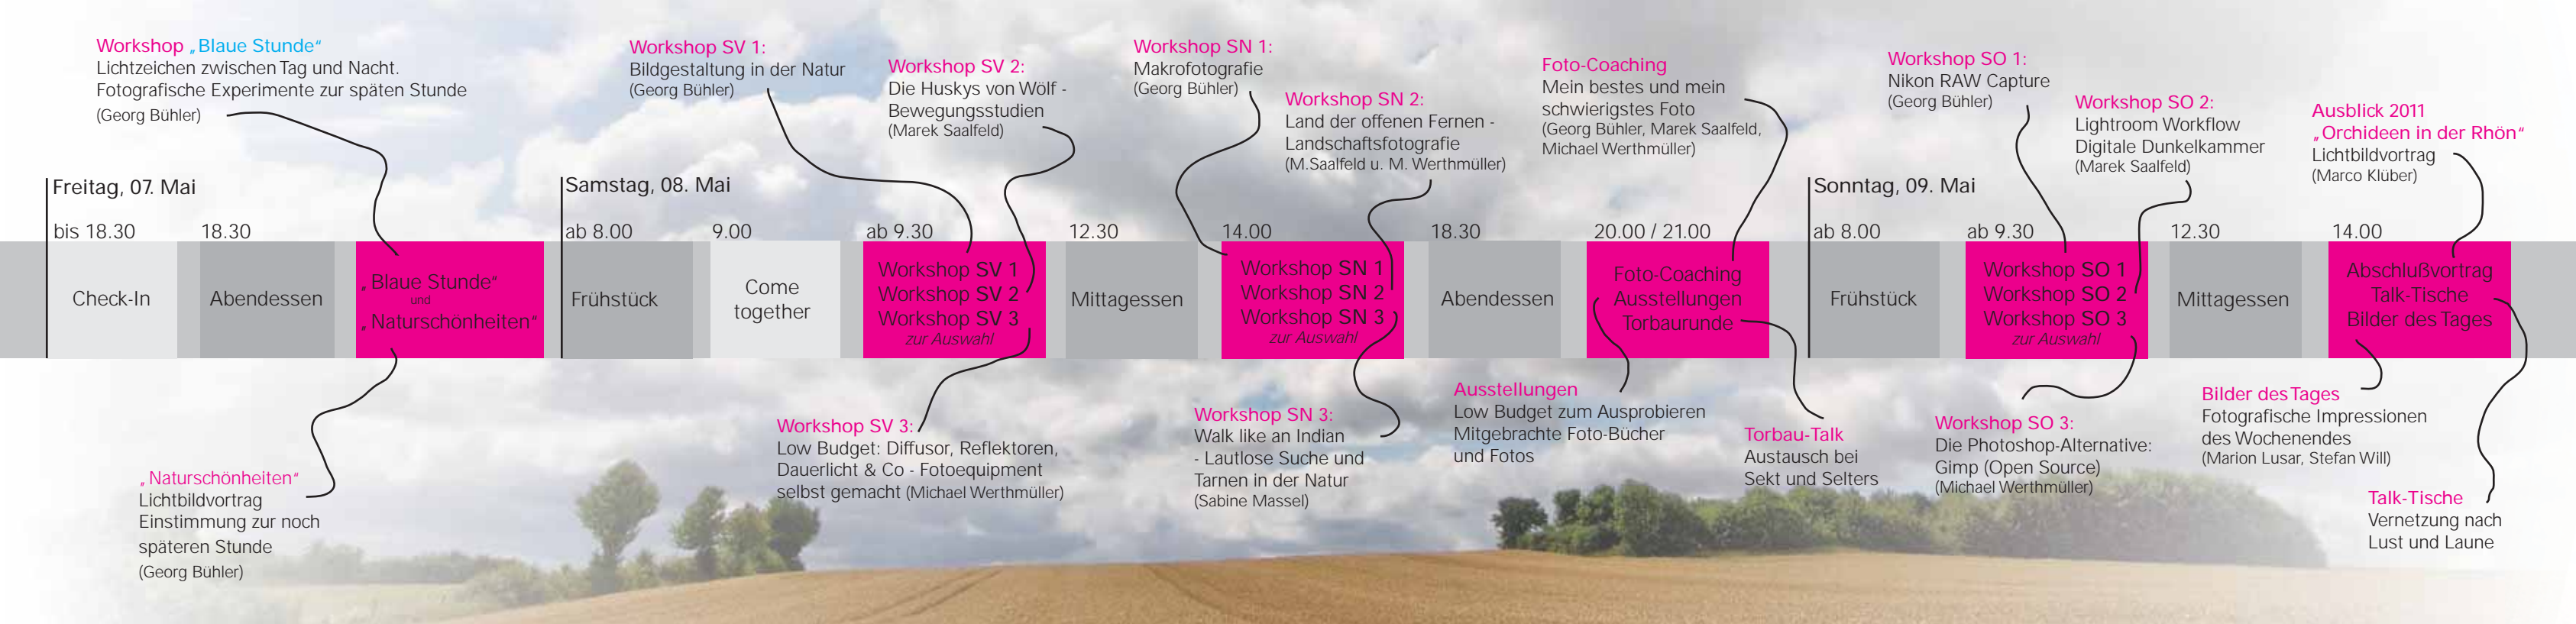 Workshop „Blaue Stunde“
Lichtzeichen zwischen Tag und Nacht.
Fotografische Experimente zur späten Stunde
(Georg Bühler)
Workshop SV 1:
Bildgestaltung in der Natur
(Georg Bühler)
Workshop SV 2:
Die Huskys von Wölf -
Bewegungsstudien
(Marek Saalfeld)
Workshop SN 1:
Makrofotografie
(Georg Bühler)
Workshop SN 2:
Land der offenen Fernen -
Landschaftsfotografie
(M.Saalfeld u. M. Werthmüller)
Foto-Coaching
Mein bestes und mein
schwierigstes Foto
(Georg Bühler, Marek Saalfeld,
Michael Werthmüller)
Workshop SO 1:
Nikon RAW Capture
(Georg Bühler)
Workshop SO 2:
Lightroom Workflow
Digitale Dunkelkammer
(Marek Saalfeld)
Ausblick 2011
„Orchideen in der Rhön“
Lichtbildvortrag
(Marco Klüber)
Freitag, 07. Mai
bis 18.30
Check-In
18.30
Abendessen
„Blaue Stunde“
und
„Naturschönheiten“
Samstag, 08. Mai
ab 8.00
Frühstück
9.00
Come
together
ab 9.30
Workshop SV 1
Workshop SV 2
Workshop SV 3
zur Auswahl
12.30
Mittagessen
14.00
Workshop SN 1
Workshop SN 2
Workshop SN 3
zur Auswahl
18.30
Abendessen
20.00 / 21.00
Foto-Coaching
Ausstellungen
Torbaurunde
Sonntag, 09. Mai
ab 8.00
Frühstück
ab 9.30
Workshop SO 1
Workshop SO 2
Workshop SO 3
zur Auswahl
12.30
Mittagessen
14.00
Abschlußvortrag
Talk-Tische
Bilder des Tages
„Naturschönheiten“
Lichtbildvortrag
Einstimmung zur noch
späteren Stunde
(Georg Bühler)
Workshop SV 3:
Low Budget: Diffusor, Reflektoren,
Dauerlicht & Co - Fotoequipment
selbst gemacht (Michael Werthmüller)
Workshop SN 3:
Walk like an Indian
- Lautlose Suche und
Tarnen in der Natur
(Sabine Massel)
Ausstellungen
Low Budget zum Ausprobieren
Mitgebrachte Foto-Bücher
und Fotos
Torbau-Talk
Austausch bei
Sekt und Selters
Workshop SO 3:
Die Photoshop-Alternative:
Gimp (Open Source)
(Michael Werthmüller)
Bilder des Tages
Fotografische Impressionen
des Wochenendes
(Marion Lusar, Stefan Will)
Talk-Tische
Vernetzung nach
Lust und Laune